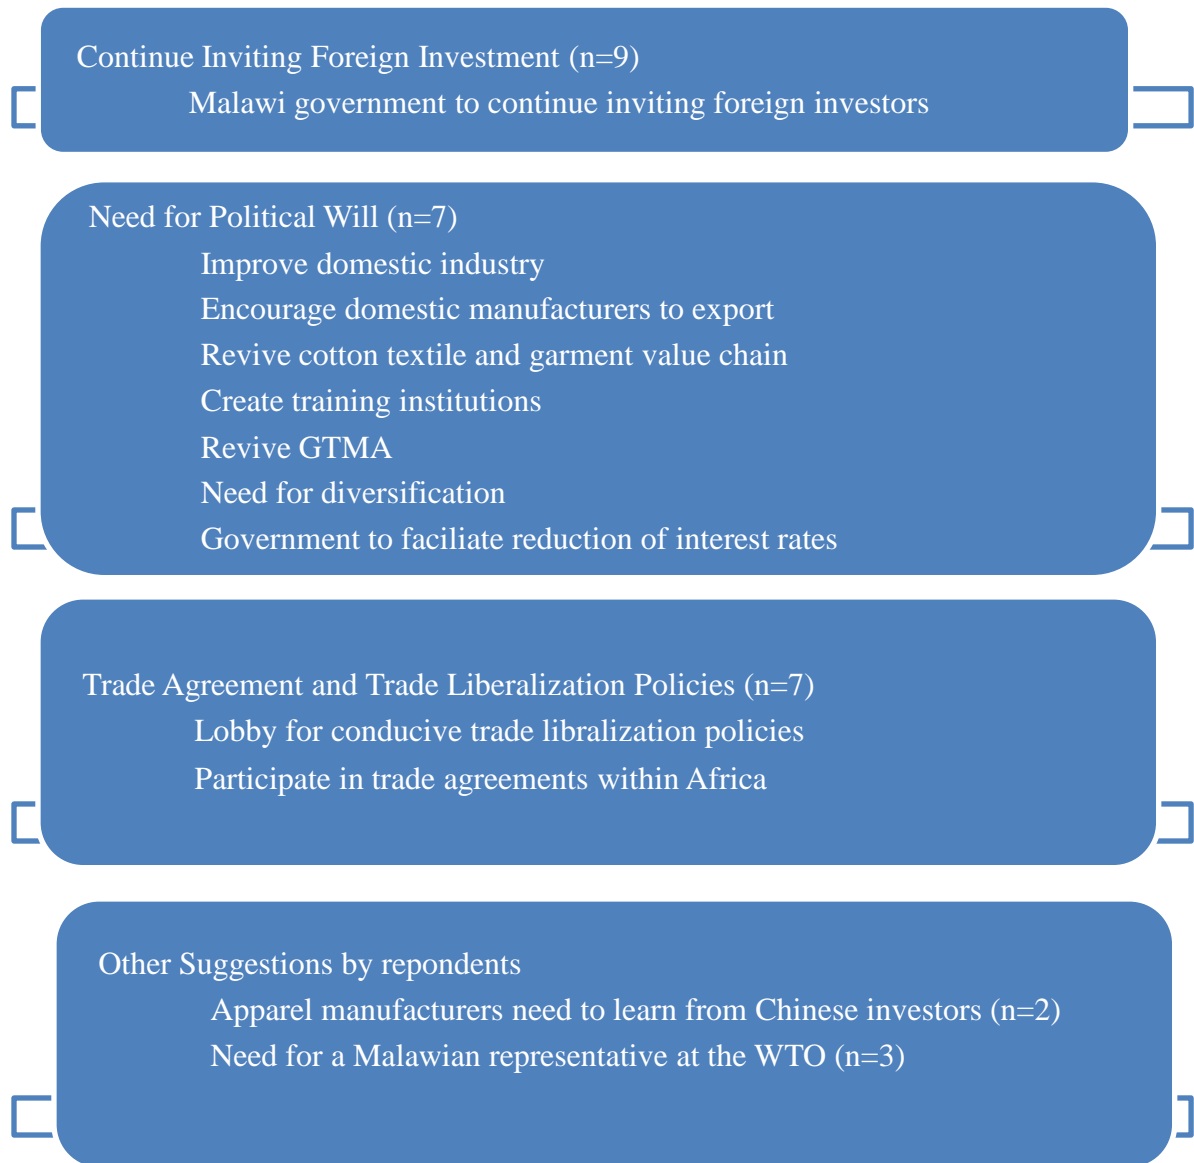 Continue Inviting Foreign Investment (n=9)
Malawi government to continue inviting foreign investors
Need for Political Will (n=7)
Improve domestic industry
Encourage domestic manufacturers to export
Revive cotton textile and garment value chain
Create training institutions
Revive GTMA
Need for diversification
Government to faciliate reduction of interest rates
Trade Agreement and Trade Liberalization Policies (n=7)
Lobby for conducive trade libralization policies
Participate in trade agreements within Africa
Other Suggestions by repondents
Apparel manufacturers need to learn from Chinese investors (n=2)
Need for a Malawian representative at the WTO (n=3)